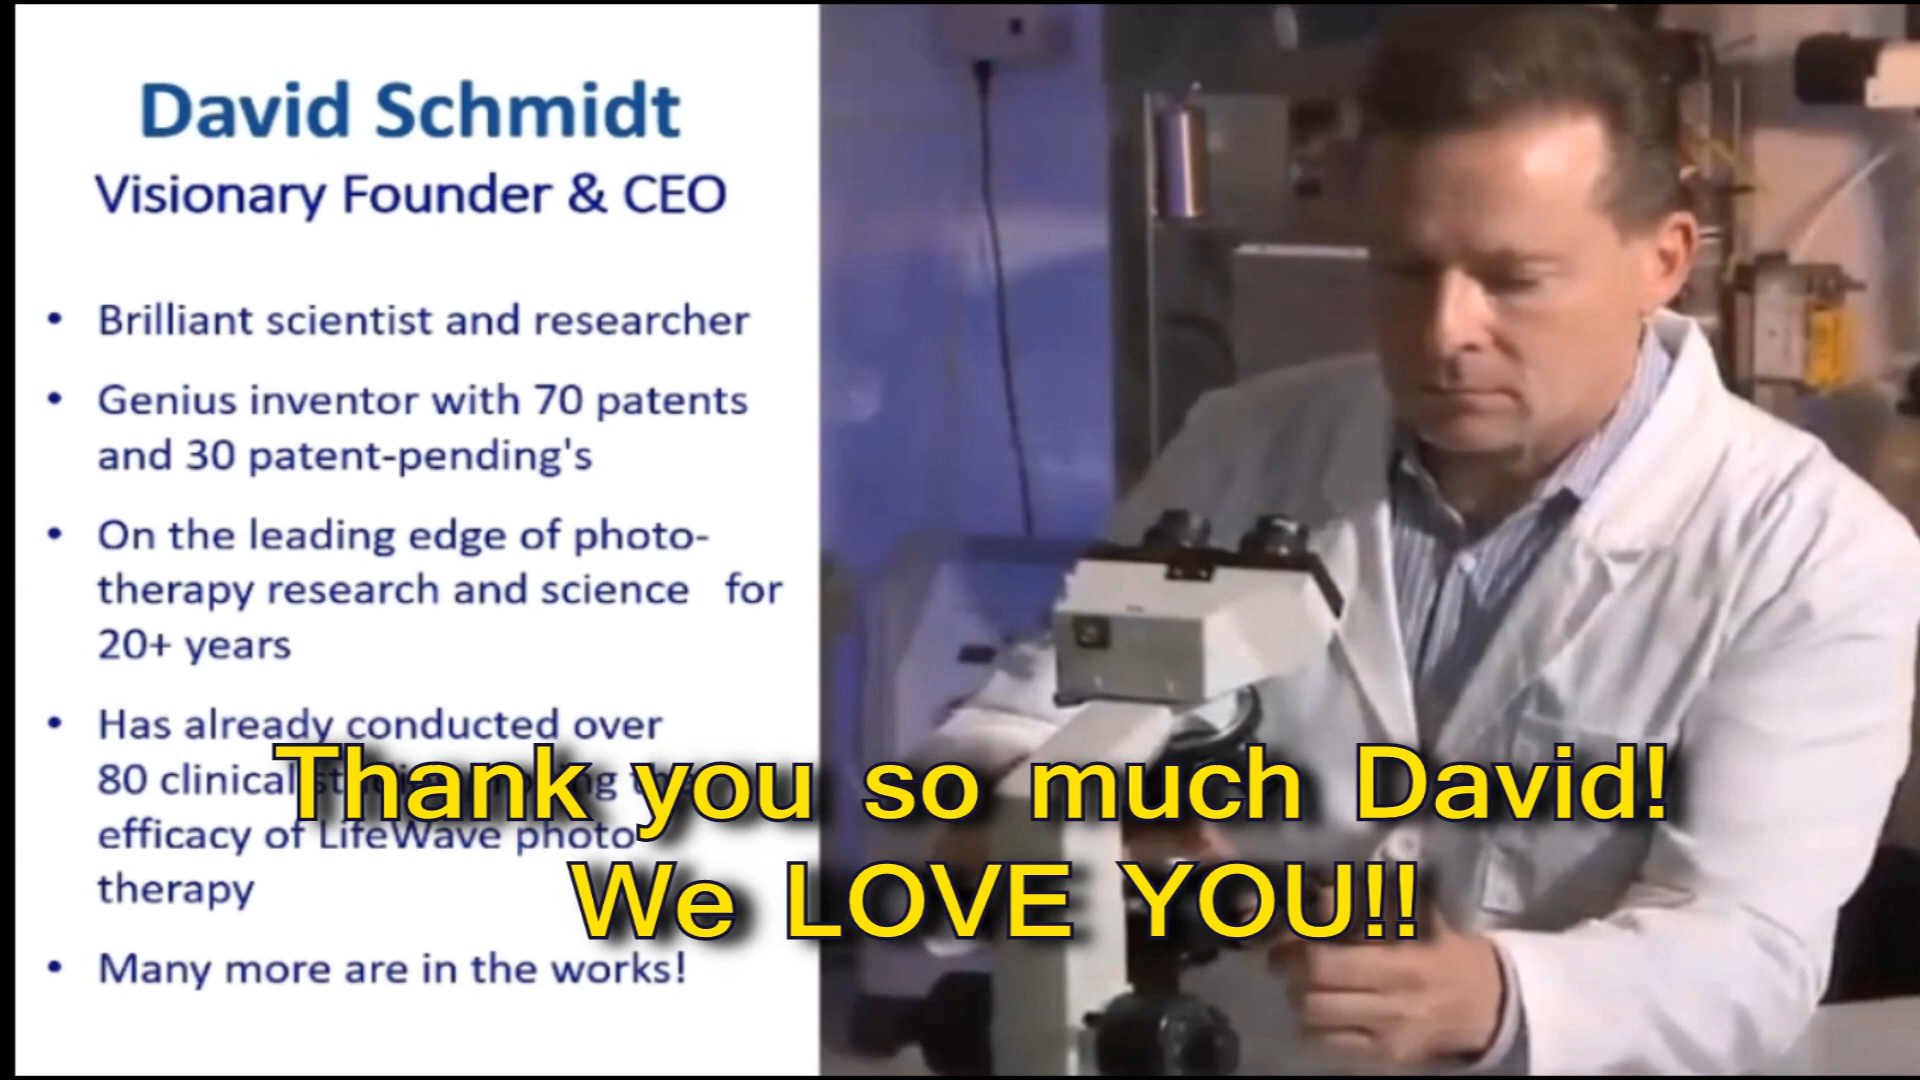 David Schmidt
Visionary Founder & CEO
• Brilliant scientist and researcher
• Genius inventor with 70 patents
and 30 patent-pending's
• On the leading edge of photo-
therapy research and science for
20+ years
• Has already conducted over
80 clinical
efficacy of LifeWave photo
therapy
• Many more are in the works!
Thank you so much David!
We LOVE YOU!!